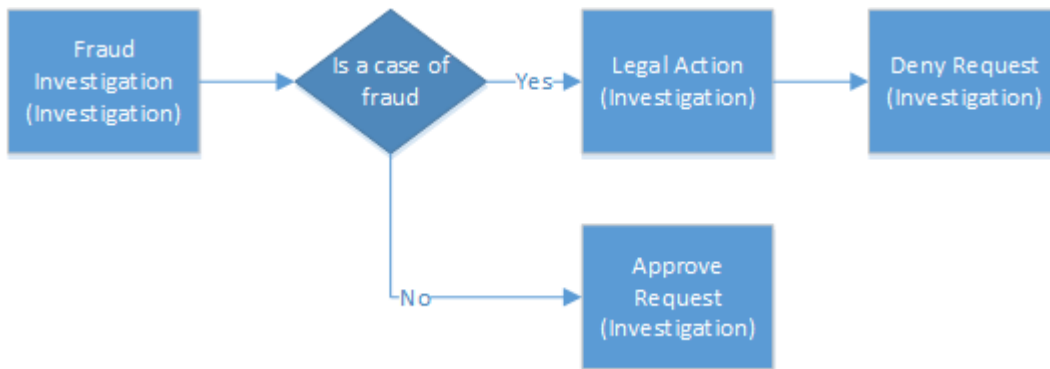 Fraud
Investigation
(Investigation)
Is a case of
fraud
Yes
Legal Action
(Investigation)
Deny Request
(Investigation)
No
Approve
Request
(Investigation)